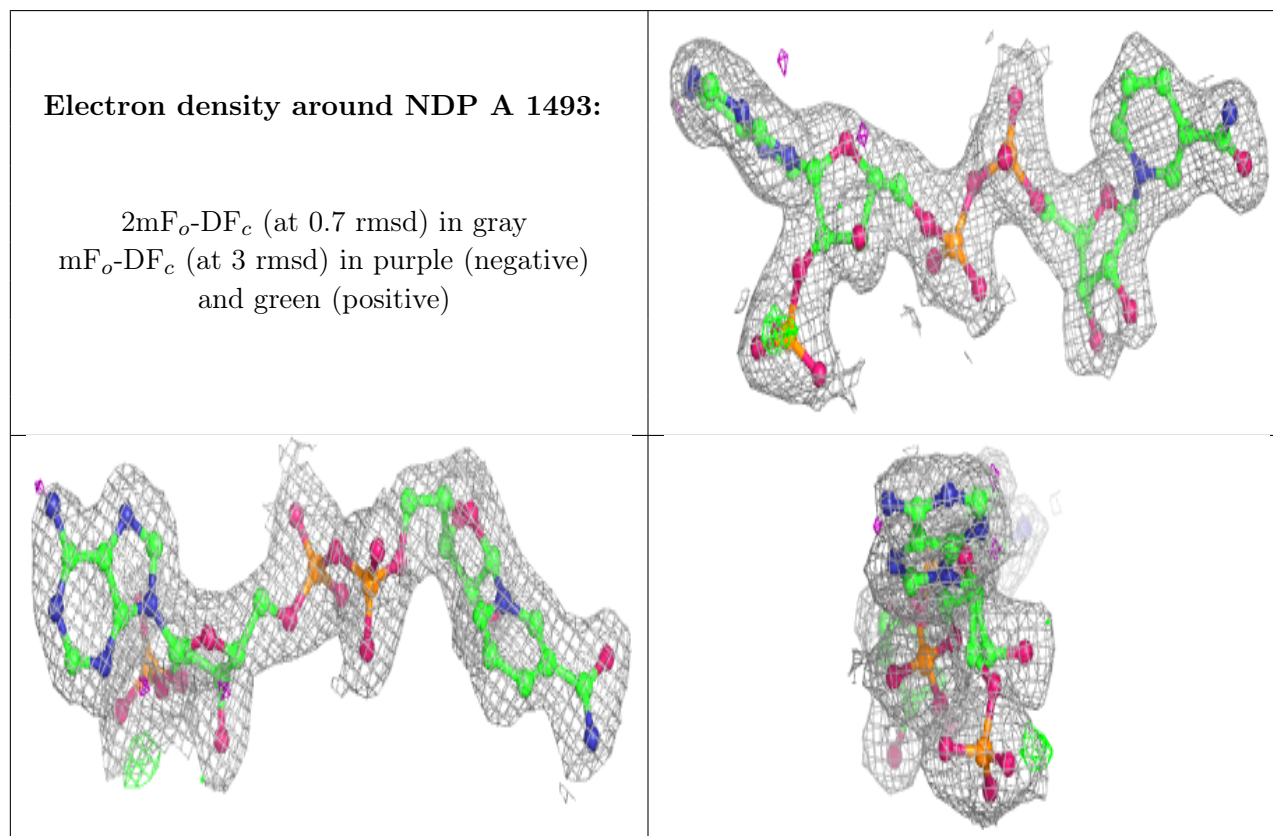 Electron density around NDP A 1493:
2mFo-DFc (at 0.7 rmsd) in gray
mFo-DFc (at 3 rmsd) in purple (negative)
and green (positive)